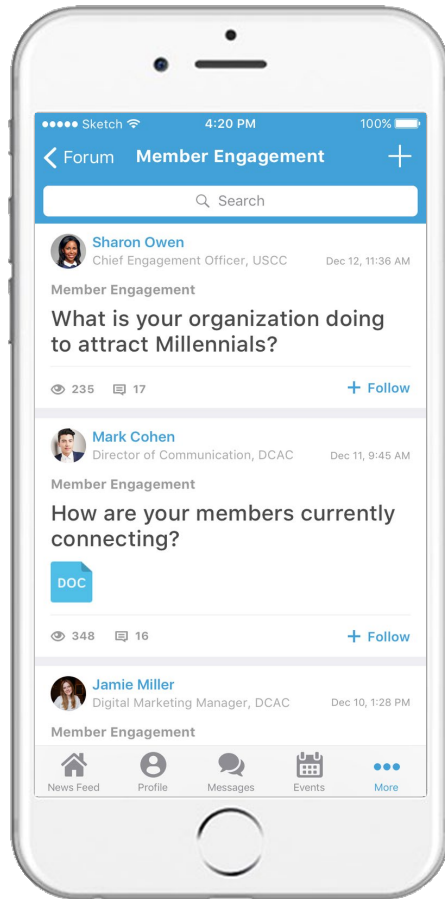 Sketch 4:20 PM 100%
Forum Member Engagement +
Search
Sharon Owen
Chief Engagement Officer, USCC Dec 12, 11:36 AM
Member Engagement
What is your organization doing
to attract Millennials?
235 17 + Follow
Mark Cohen
Director of Communication, DCAC Dec 11, 9:45 AM
Member Engagement
How are your members currently
connecting?
DOC
348 16 + Follow
Jamie Miller
Digital Marketing Manager, DCAC Dec 10, 1:28 PM
Member Engagement
News Feed Profile Messages Events More